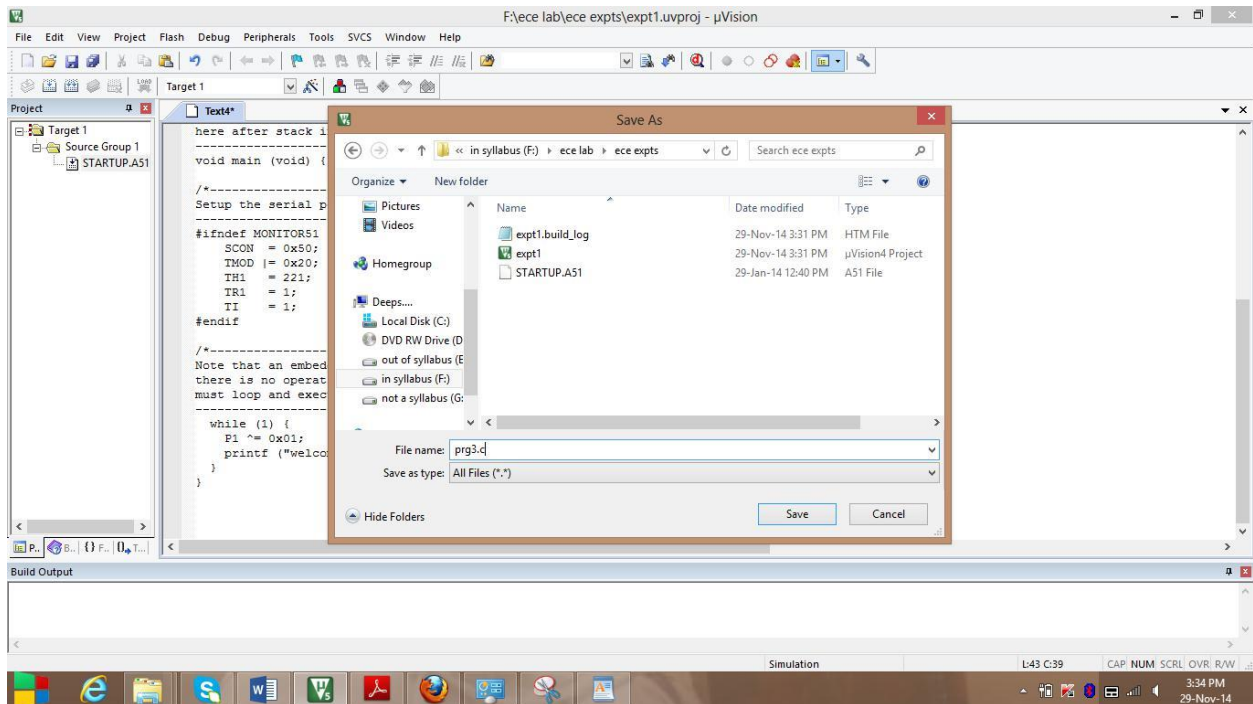 F:\ece lab\ece expts\expt1.uvproj - µVision
File Edit View Project Flash Debug Peripherals Tools SVCS Window Help
Target 1
Project
Target 1
Source Group 1
STARTUP.A51
P.. B.. {} F.. 0 T...
Text4*
here after stack i
--------------------
void main (void) {
/*------------------
Setup the serial p
--------------------
#ifndef MONITOR51
SCON = 0x50;
TMOD |= 0x20;
TH1 = 221;
TR1 = 1;
TI = 1;
#endif
/*------------------
Note that an embed
there is no operat
must loop and exec
--------------------
while (1) {
P1 ^= 0x01;
printf ("welco
}
}
Save As
« in syllabus (F:) ece lab ece expts
Search ece expts
Organize New folder
Pictures
Videos
Homegroup
Deeps....
Local Disk (C:)
DVD RW Drive (D
out of syllabus (E
in syllabus (F:)
not a syllabus (G:
Name Date modified Type
expt1.build_log 29-Nov-14 3:31 PM HTM File
expt1 29-Nov-14 3:31 PM µVision4 Project
STARTUP.A51 29-Jan-14 12:40 PM A51 File
File name: prg3.c
Save as type: All Files (*.*)
Hide Folders Save Cancel
Build Output
Simulation L:43 C:39 CAP NUM SCRL OVR R/W
3:34 PM
29-Nov-14